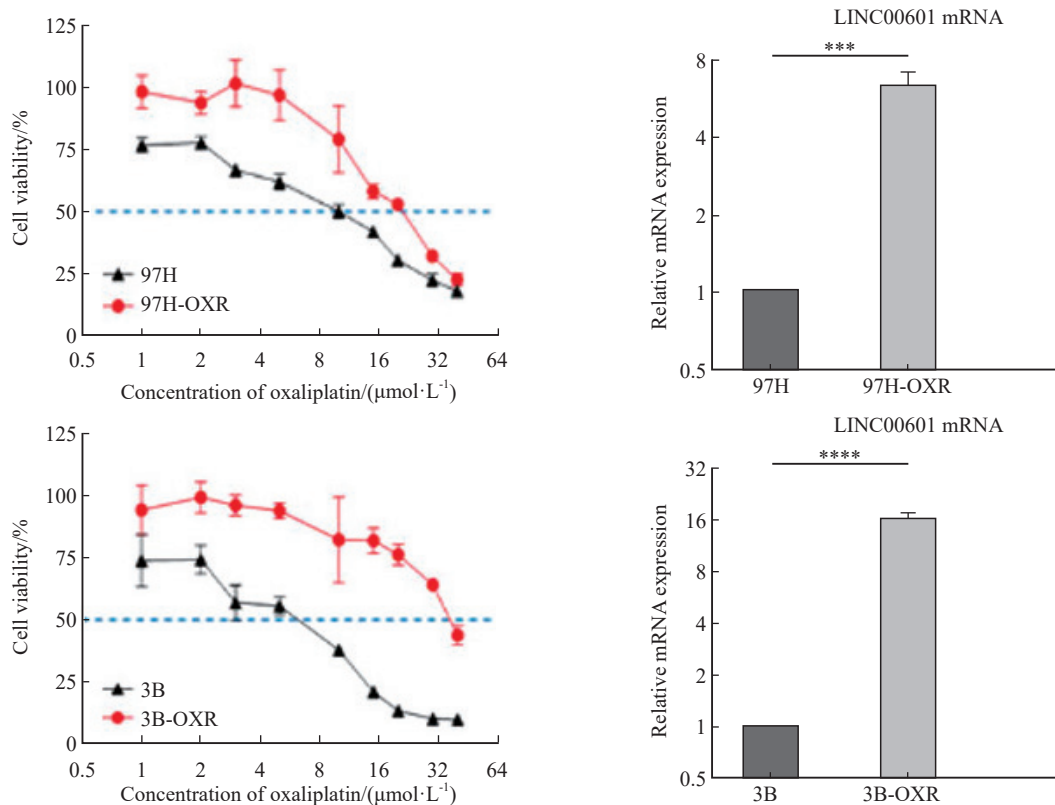 125
100
75
50
25
0
Cell viability/%
97H
97H-OXR
0.5 1 2 4 8 16 32 64
Concentration of oxaliplatin/(μmol·L⁻¹)
LINC00601 mRNA
***
8
4
2
1
0.5
Relative mRNA expression
97H 97H-OXR
125
100
75
50
25
0
Cell viability/%
3B
3B-OXR
0.5 1 2 4 8 16 32 64
Concentration of oxaliplatin/(μmol·L⁻¹)
LINC00601 mRNA
****
32
16
8
4
2
1
0.5
Relative mRNA expression
3B 3B-OXR